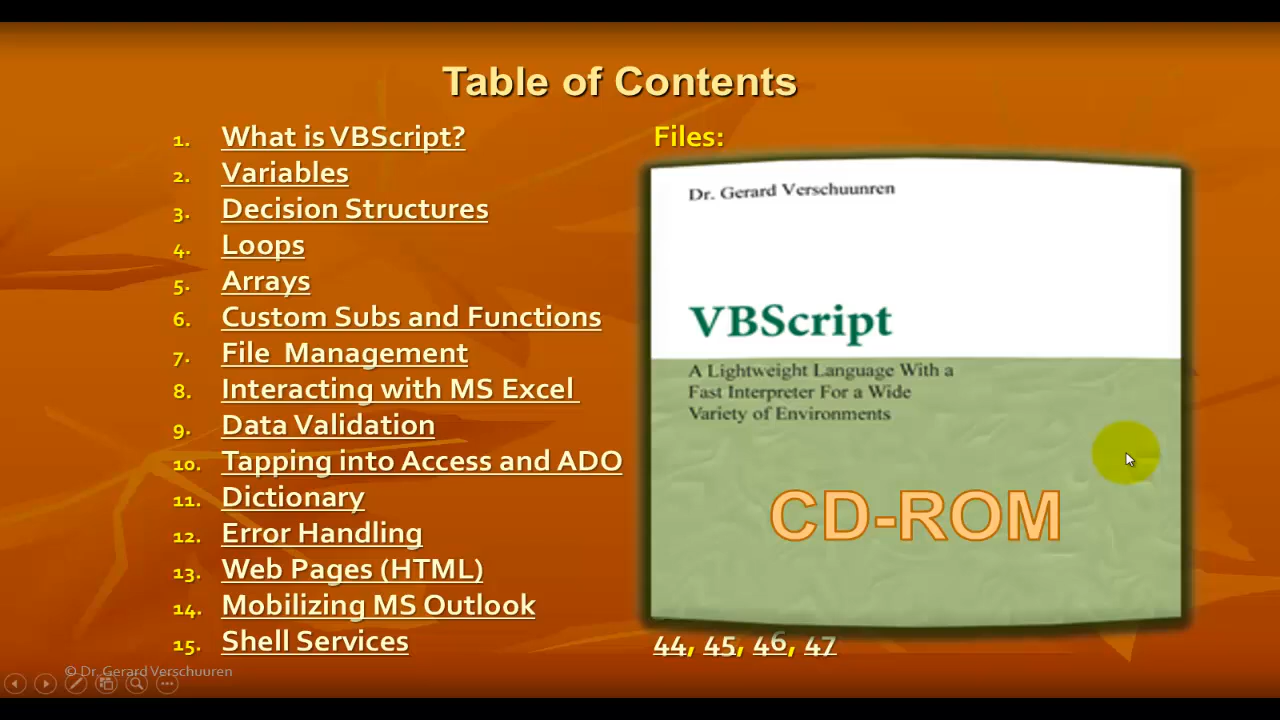 Table of Contents
1. What is VBScript?
2. Variables
3. Decision Structures
4. Loops
5. Arrays
6. Custom Subs and Functions
7. File Management
8. Interacting with MS Excel
9. Data Validation
10. Tapping into Access and ADO
11. Dictionary
12. Error Handling
13. Web Pages (HTML)
14. Mobilizing MS Outlook
15. Shell Services
Files:
Dr. Gerard Verschuunren
VBScript
A Lightweight Language With a
Fast Interpreter For a Wide
Variety of Environments
CD-ROM
44, 45, 46, 47
© Dr. Gerard Verschuuren